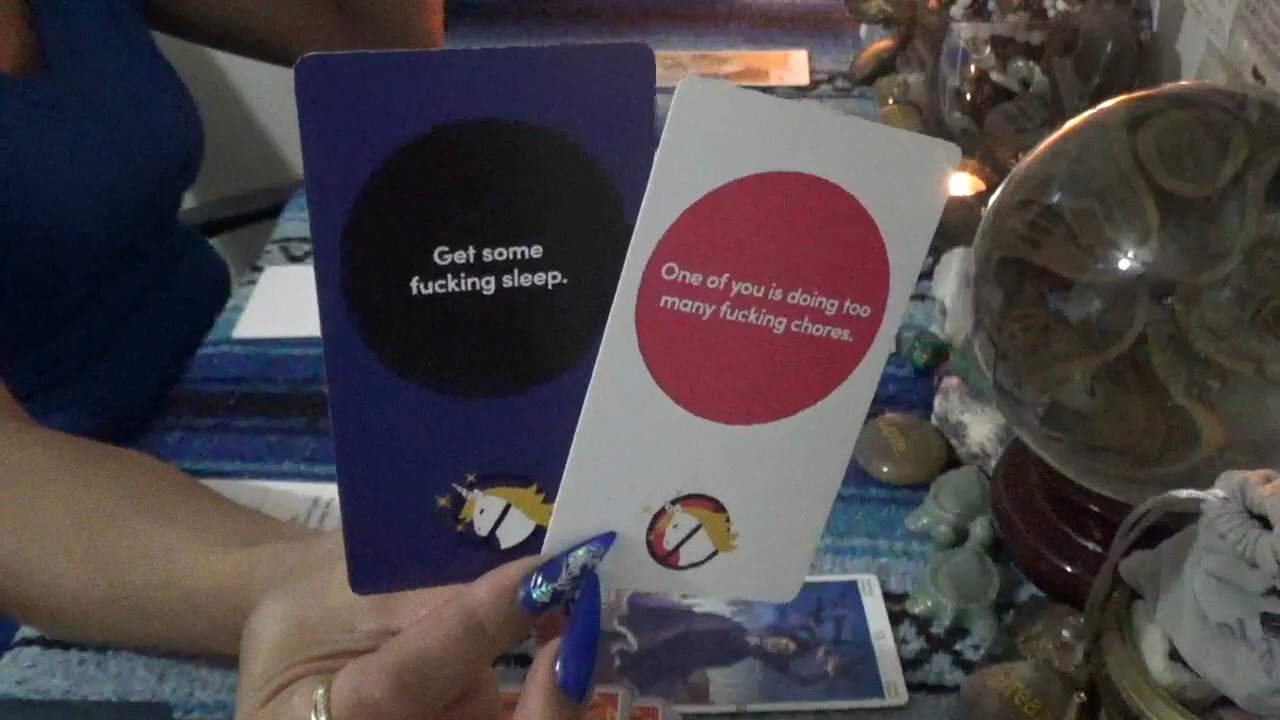 Get some
fucking sleep.
One of you is doing too
many fucking chores.